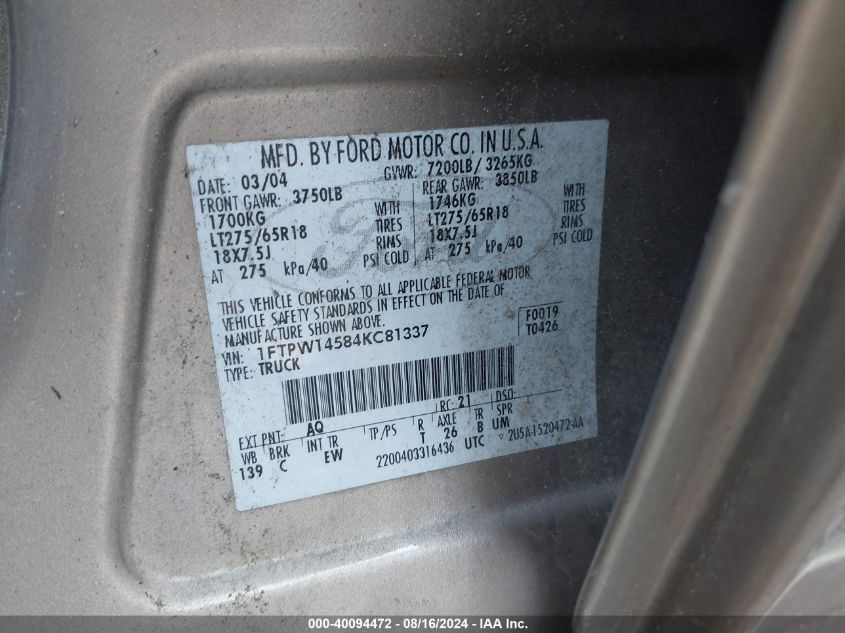 MFD. BY FORD MOTOR CO. IN U.S.A.
DATE: 03/04 GVWR: 7200LB/ 3265KG
FRONT GAWR: 3750LB REAR GAWR: 3850LB
1700KG WITH 1746KG WITH
LT275/65R18 TIRES LT275/65R18 TIRES
18X7.5J RIMS 18X7.5J RIMS
AT 275 kPa/40 PSI COLD AT 275 kPa/40 PSI COLD
Ford
THIS VEHICLE CONFORMS TO ALL APPLICABLE FEDERAL MOTOR
VEHICLE SAFETY STANDARDS IN EFFECT ON THE DATE OF
MANUFACTURE SHOWN ABOVE.
F0019
T0426
VIN: 1FTPW14584KC81337
TYPE: TRUCK
EXT PNT: AQ RC: 21 DSO:
WB BRK INT TR TP/PS R AXLE TR SPR
139 C EW T 26 B UM
2200403316436 UTC ▽ 2U5A-1520472-AA
000-40094472 - 08/16/2024 - IAA Inc.